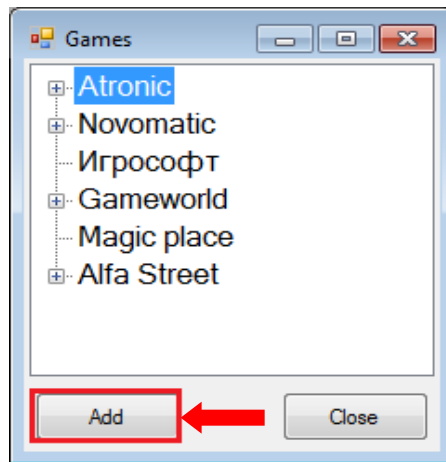 Games
Atronic
Novomatic
Игрософт
Gameworld
Magic place
Alfa Street
Add
Close